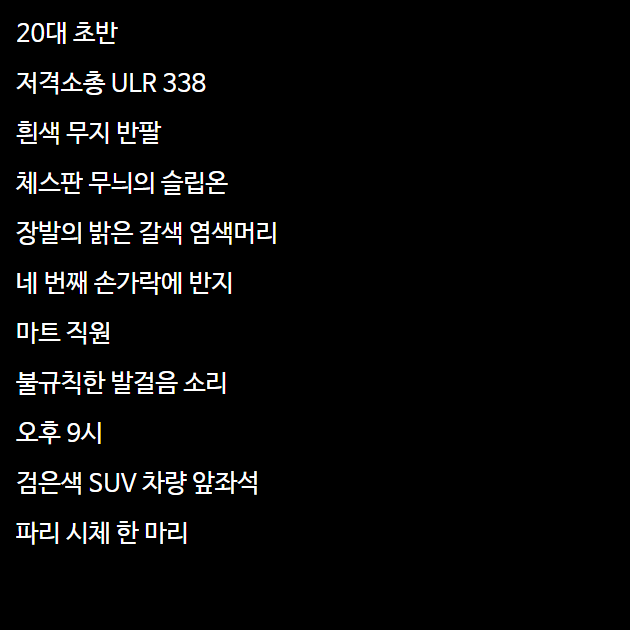 20대 초반
저격소총 ULR 338
흰색 무지 반팔
체스판 무늬의 슬립온
장발의 밝은 갈색 염색머리
네 번째 손가락에 반지
마트 직원
불규칙한 발걸음 소리
오후 9시
검은색 SUV 차량 앞좌석
파리 시체 한 마리